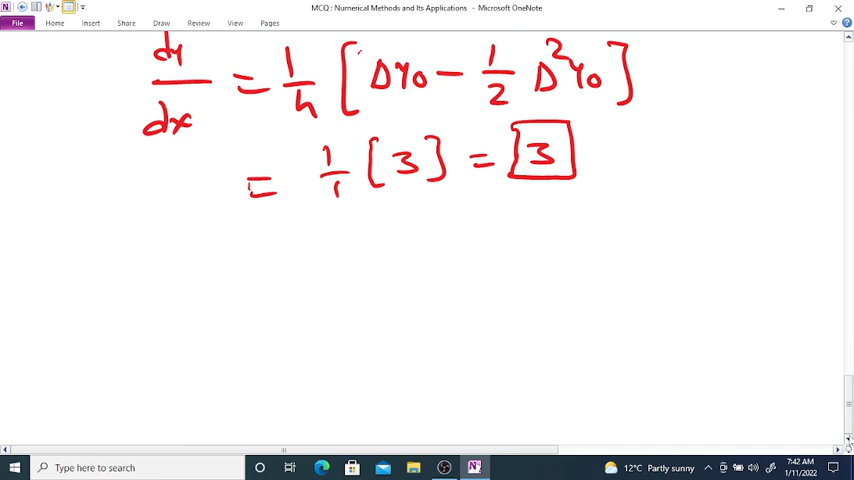 MCQ : Numerical Methods and Its Applications - Microsoft OneNote
File Home Insert Share Draw Review View Pages
dy/dx = 1/h [Δy0 - 1/2 Δ²y0]
= 1/1 [3] = 3
Type here to search
12°C Partly sunny
7:42 AM
1/11/2022